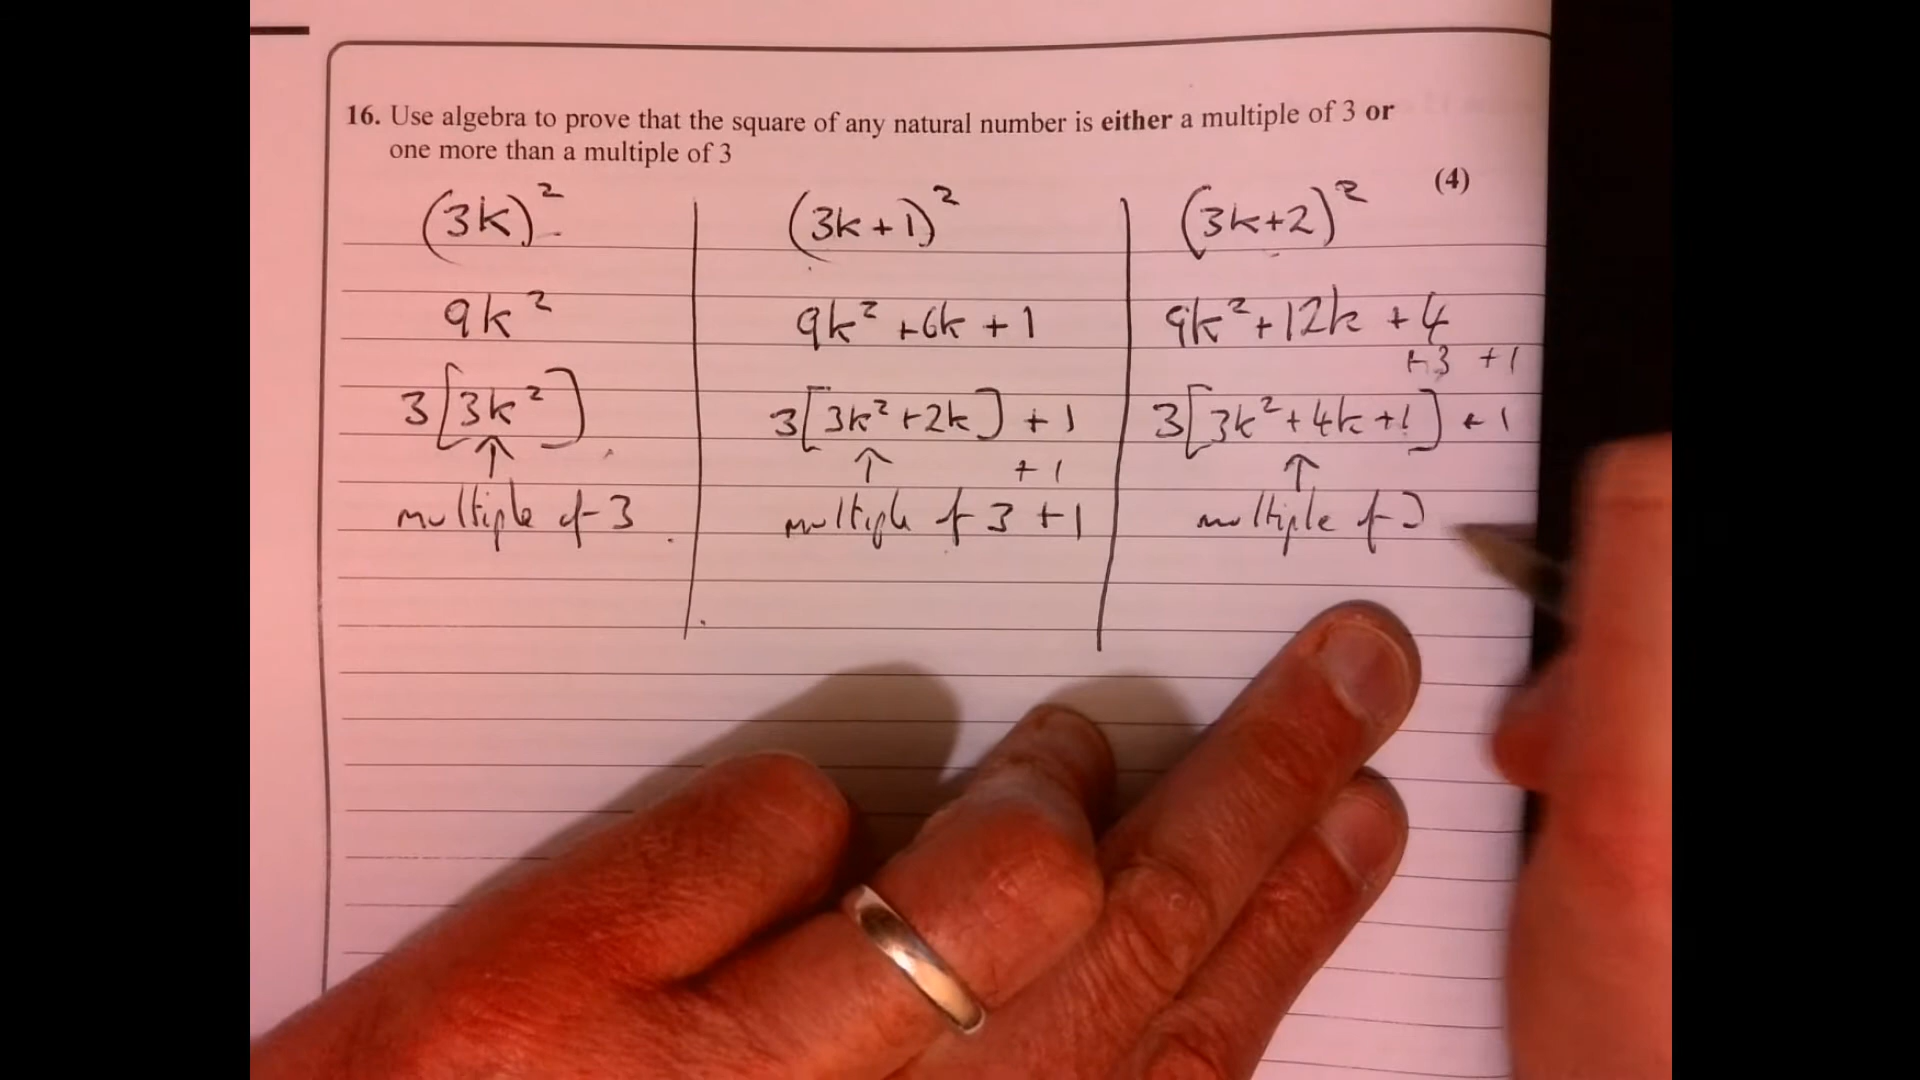 16. Use algebra to prove that the square of any natural number is either a multiple of 3 or
one more than a multiple of 3
(4)
(3k)²
9k²
3[3k²]
↑
multiple of 3
(3k+1)²
9k² + 6k + 1
3[3k² + 2k] + 1
↑ + 1
multiple of 3 + 1
(3k+2)²
9k² + 12k + 4
+3 +1
3[3k² + 4k + 1] + 1
↑
multiple of